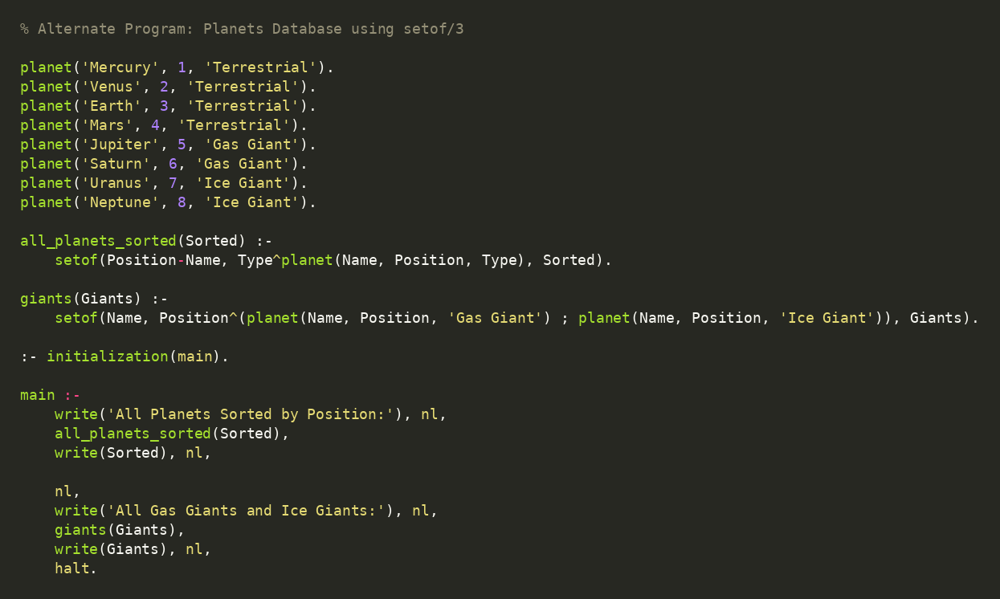 % Alternate Program: Planets Database using setof/3

planet('Mercury', 1, 'Terrestrial').
planet('Venus', 2, 'Terrestrial').
planet('Earth', 3, 'Terrestrial').
planet('Mars', 4, 'Terrestrial').
planet('Jupiter', 5, 'Gas Giant').
planet('Saturn', 6, 'Gas Giant').
planet('Uranus', 7, 'Ice Giant').
planet('Neptune', 8, 'Ice Giant').

all_planets_sorted(Sorted) :-
    setof(Position-Name, Type^planet(Name, Position, Type), Sorted).

giants(Giants) :-
    setof(Name, Position^(planet(Name, Position, 'Gas Giant') ; planet(Name, Position, 'Ice Giant')), Giants).

:- initialization(main).

main :-
    write('All Planets Sorted by Position:'), nl,
    all_planets_sorted(Sorted),
    write(Sorted), nl,

    nl,
    write('All Gas Giants and Ice Giants:'), nl,
    giants(Giants),
    write(Giants), nl,
    halt.